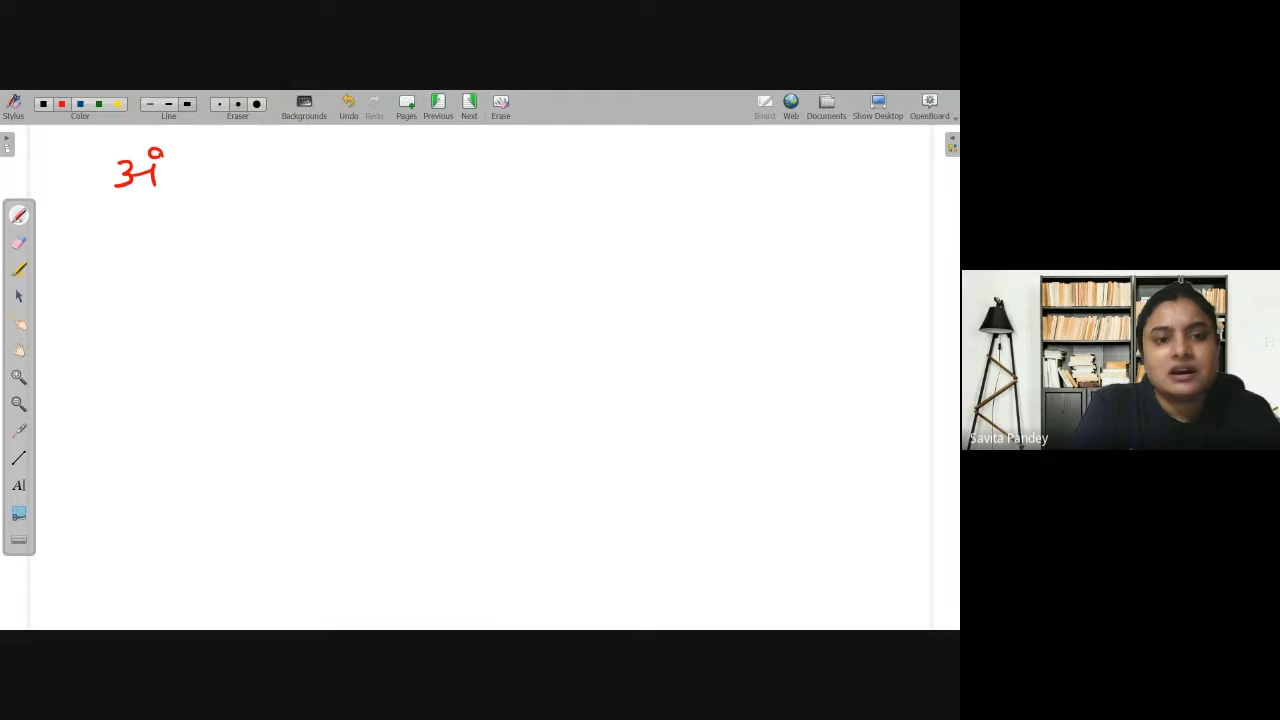 Stylus Color Line Eraser Backgrounds Undo Redo Pages Previous Next Erase Board Web Documents Show Desktop OpenBoard
अं
AI
Savita Pandey